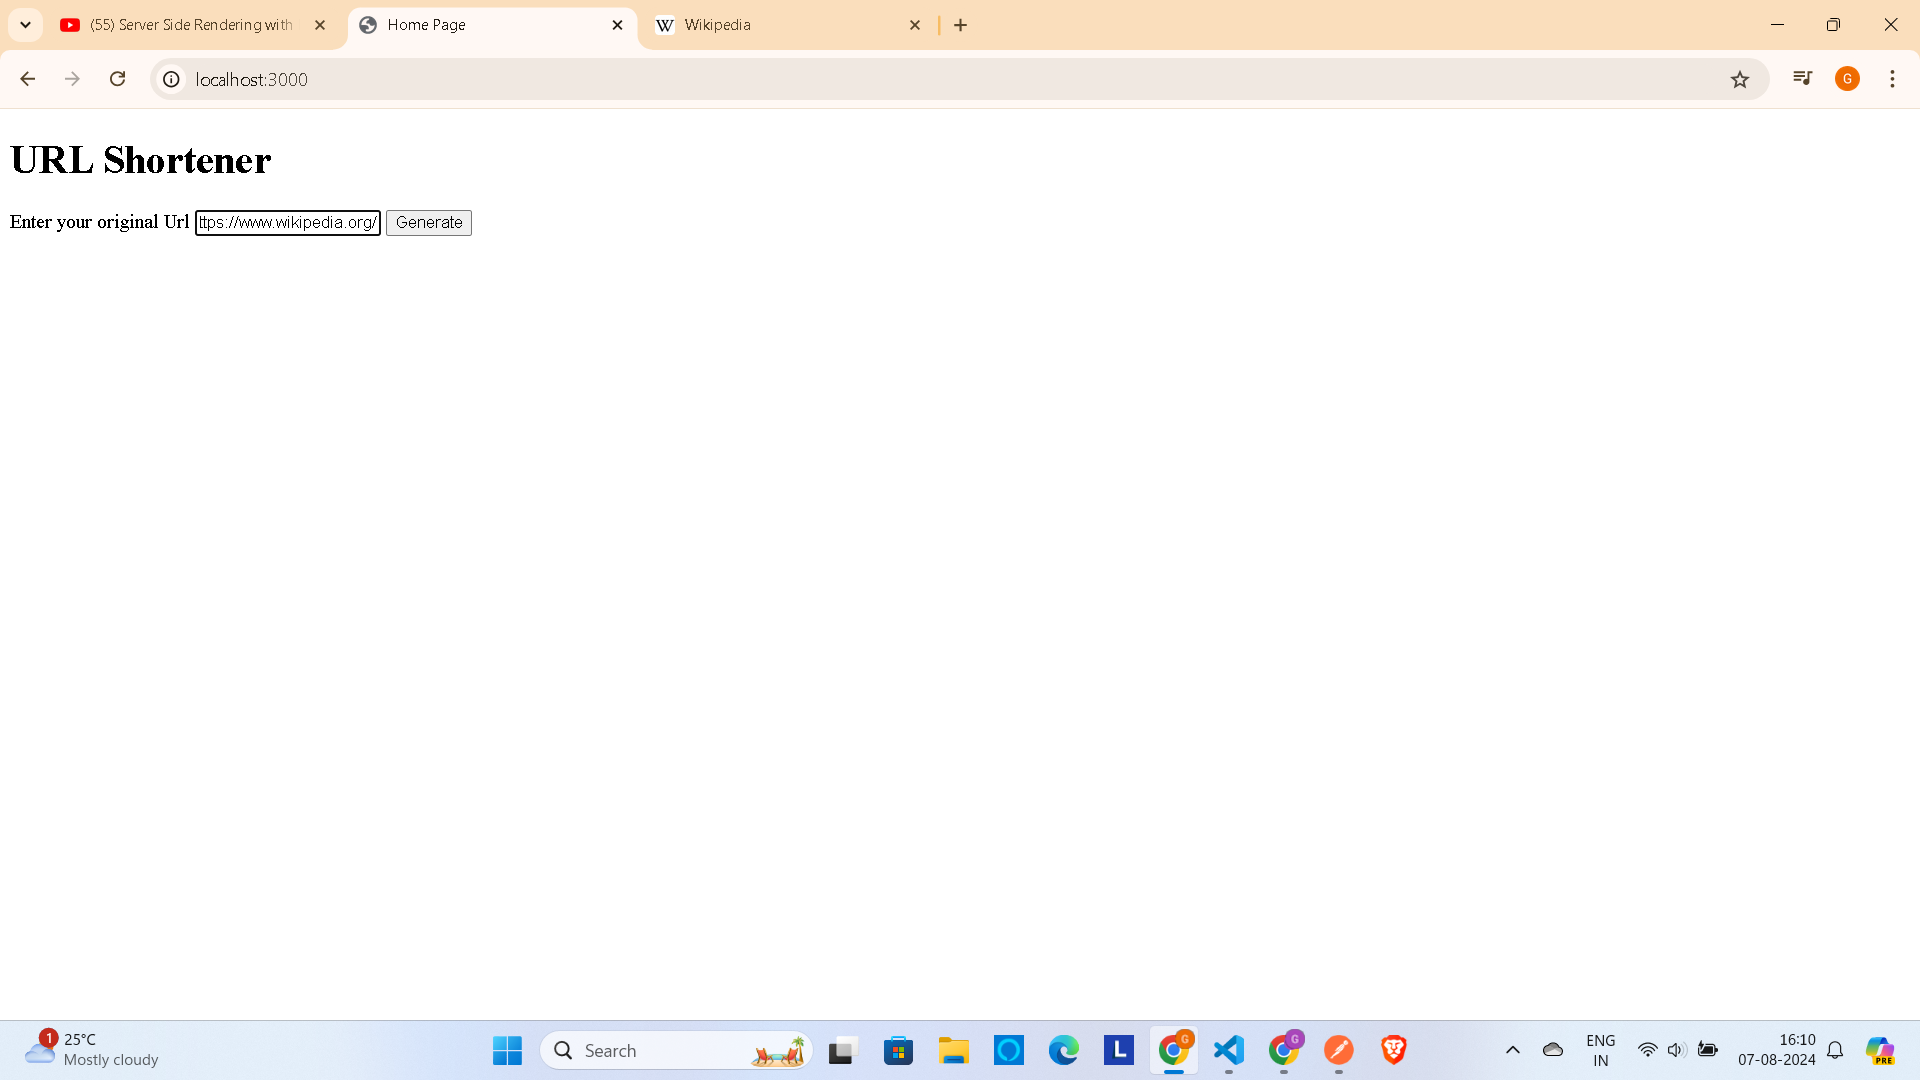 (55) Server Side Rendering with
Home Page
Wikipedia
localhost:3000
G
URL Shortener
Enter your original Url ttps://www.wikipedia.org/ Generate
1
25°C
Mostly cloudy
Search
L
G
G
ENG
IN
16:10
07-08-2024
PRE